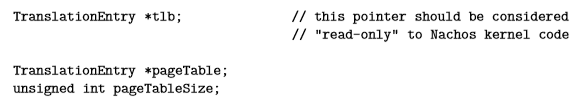 TranslationEntry *tlb; // this pointer should be considered
// "read-only" to Nachos kernel code
TranslationEntry *pageTable;
unsigned int pageTableSize;